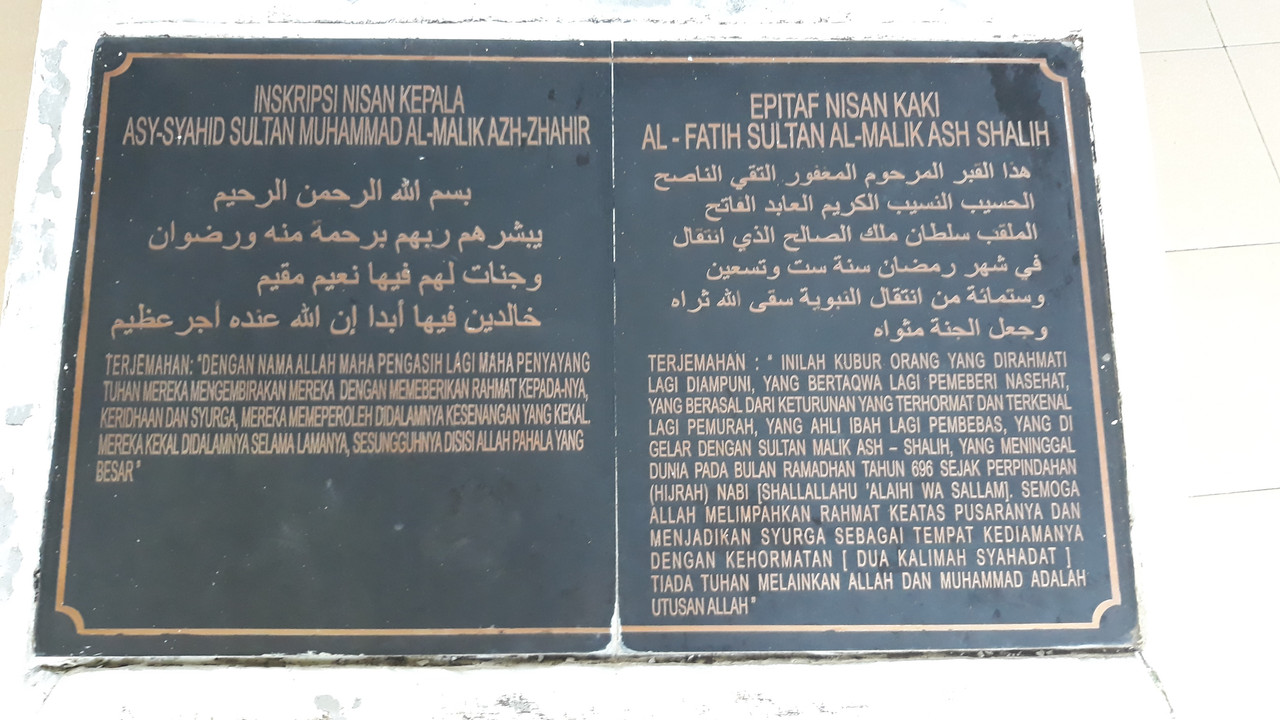 INSKRIPSI NISAN KEPALA
ASY-SYAHID SULTAN MUHAMMAD AL-MALIK AZH-ZHAHIR
بسم الله الرحمن الرحيم
يبشرهم ربهم برحمة منه ورضوان
وجنات لهم فيها نعيم مقيم
خالدين فيها أبدا إن الله عنده أجر عظيم
TERJEMAHAN: "DENGAN NAMA ALLAH MAHA PENGASIH LAGI MAHA PENYAYANG
TUHAN MEREKA MENGEMBIRAKAN MEREKA DENGAN MEMEBERIKAN RAHMAT KEPADA-NYA,
KERIDHAAN DAN SYURGA, MEREKA MEMEPEROLEH DIDALAMNYA KESENANGAN YANG KEKAL.
MEREKA KEKAL DIDALAMNYA SELAMA LAMANYA, SESUNGGUHNYA DISISI ALLAH PAHALA YANG
BESAR"
EPITAF NISAN KAKI
AL - FATIH SULTAN AL-MALIK ASH SHALIH
هذا القبر المرحوم المغفور التقي الناصح
الحسيب النسيب الكريم العابد الفاتح
الملقب سلطان ملك الصالح الذي انتقال
في شهر رمضان سنة ست وتسعين
وستمائة من انتقال النبوية سقى الله ثراه
وجعل الجنة مثواه
TERJEMAHAN : " INILAH KUBUR ORANG YANG DIRAHMATI
LAGI DIAMPUNI, YANG BERTAQWA LAGI PEMEBERI NASEHAT,
YANG BERASAL DARI KETURUNAN YANG TERHORMAT DAN TERKENAL
LAGI PEMURAH, YANG AHLI IBAH LAGI PEMBEBAS, YANG DI
GELAR DENGAN SULTAN MALIK ASH – SHALIH, YANG MENINGGAL
DUNIA PADA BULAN RAMADHAN TAHUN 696 SEJAK PERPINDAHAN
(HIJRAH) NABI [SHALLALLAHU 'ALAIHI WA SALLAM]. SEMOGA
ALLAH MELIMPAHKAN RAHMAT KEATAS PUSARANYA DAN
MENJADIKAN SYURGA SEBAGAI TEMPAT KEDIAMANYA
DENGAN KEHORMATAN [ DUA KALIMAH SYAHADAT ]
TIADA TUHAN MELAINKAN ALLAH DAN MUHAMMAD ADALAH
UTUSAN ALLAH"